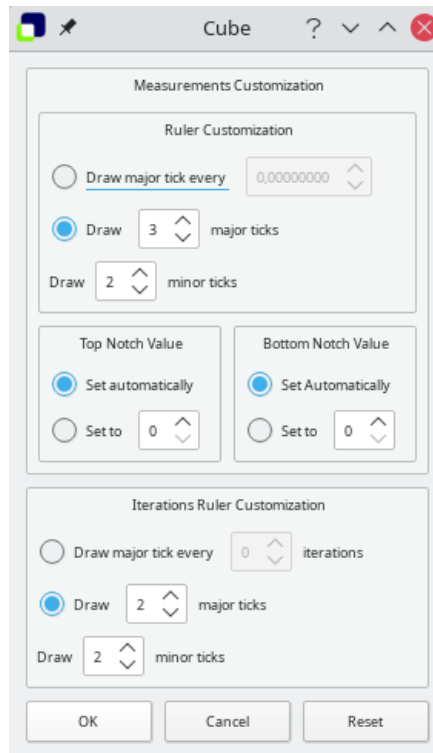 Cube
Measurements Customization
Ruler Customization
Draw major tick every 0,00000000
Draw 3 major ticks
Draw 2 minor ticks
Top Notch Value
Set automatically
Set to 0
Bottom Notch Value
Set Automatically
Set to 0
Iterations Ruler Customization
Draw major tick every 0 iterations
Draw 2 major ticks
Draw 2 minor ticks
OK Cancel Reset